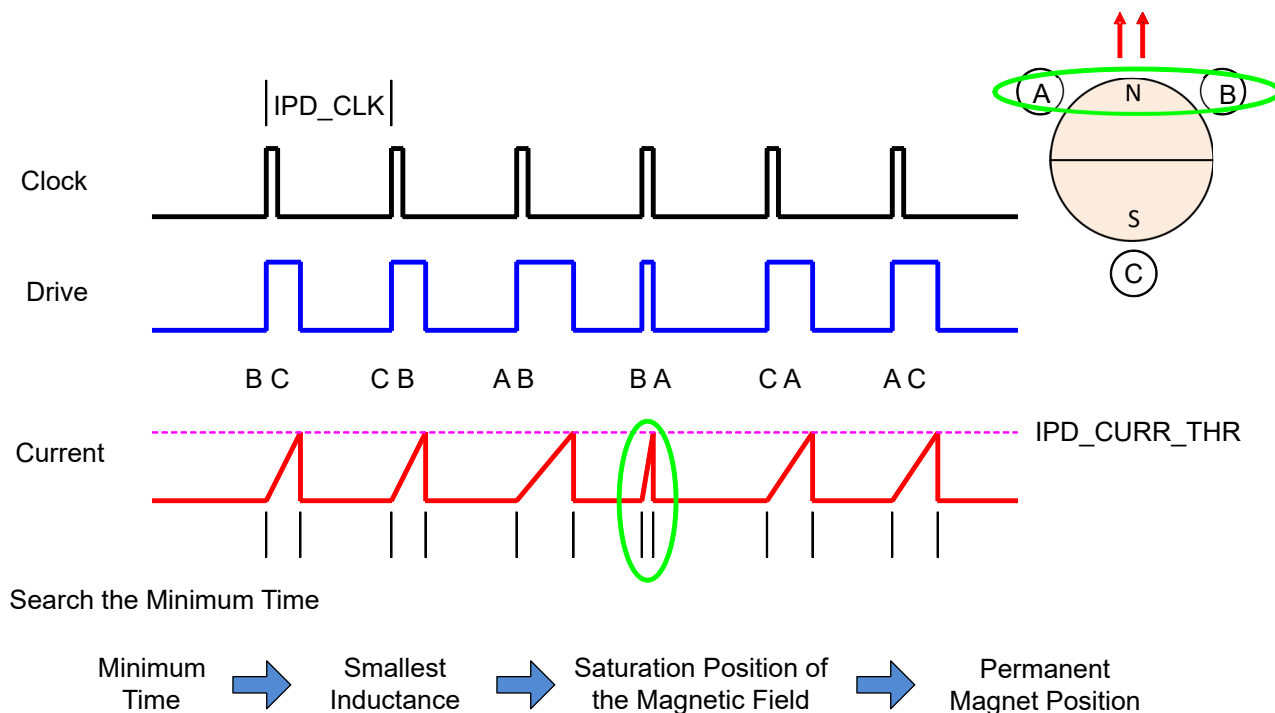 IPD_CLK
A
N
B
Clock
S
C
Drive
B C
C B
A B
B A
C A
A C
IPD_CURR_THR
Current
Search the Minimum Time
Minimum
Time
Smallest
Inductance
Saturation Position of
the Magnetic Field
Permanent
Magnet Position